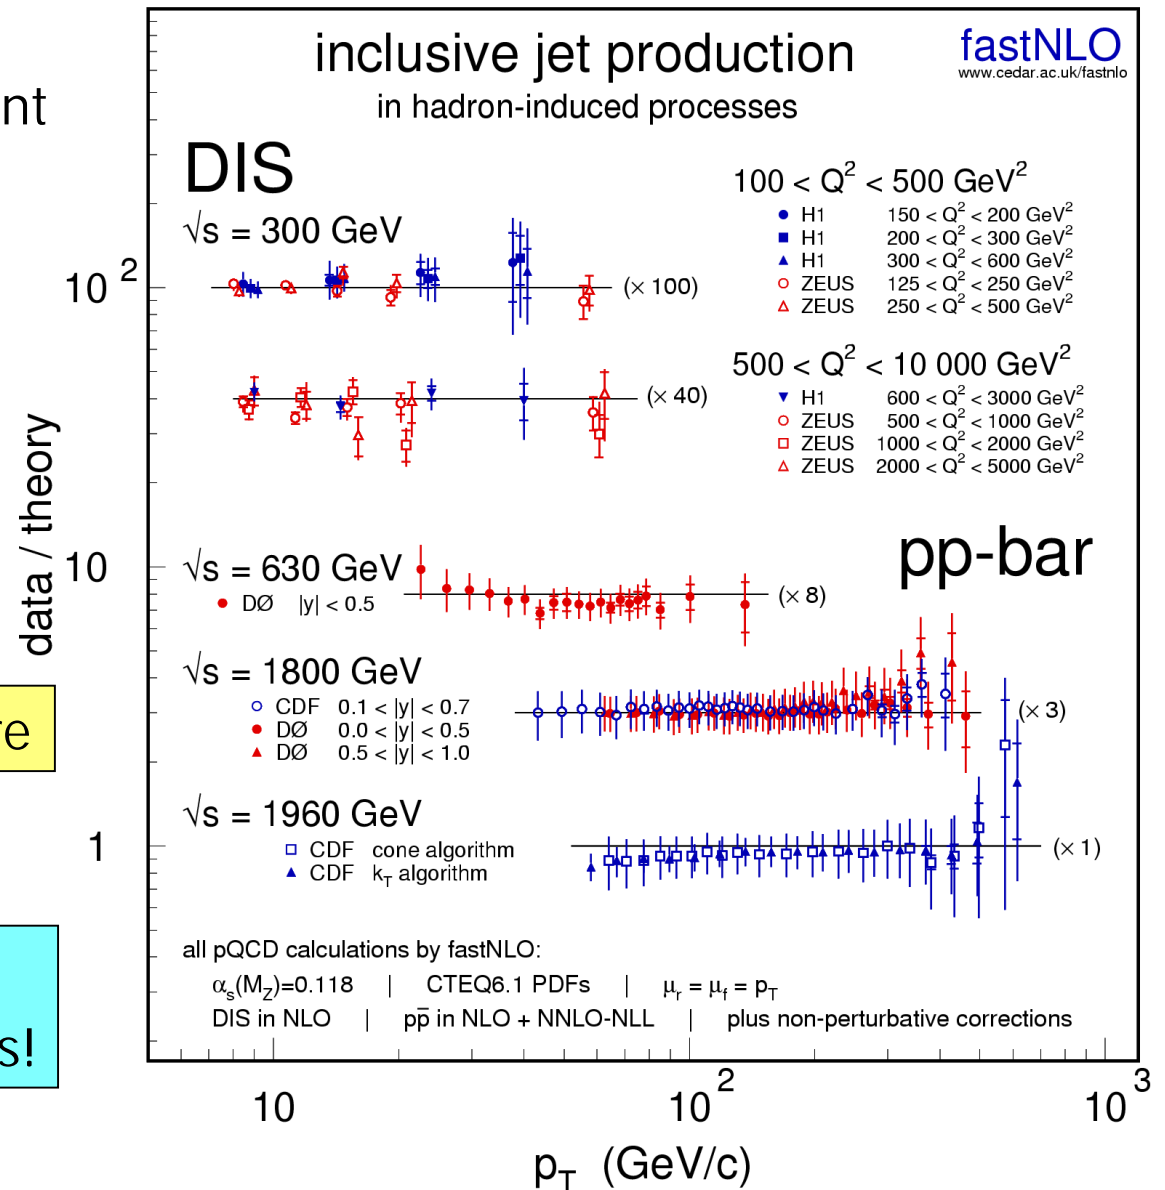 inclusive jet production
in hadron-induced processes
fastNLO
www.cedar.ac.uk/fastnlo
nt
DIS
√s = 300 GeV
100 < Q² < 500 GeV²
H1 150 < Q² < 200 GeV²
H1 200 < Q² < 300 GeV²
H1 300 < Q² < 600 GeV²
ZEUS 125 < Q² < 250 GeV²
ZEUS 250 < Q² < 500 GeV²
(× 100)
500 < Q² < 10 000 GeV²
H1 600 < Q² < 3000 GeV²
ZEUS 500 < Q² < 1000 GeV²
ZEUS 1000 < Q² < 2000 GeV²
ZEUS 2000 < Q² < 5000 GeV²
(× 40)
pp-bar
√s = 630 GeV
DØ |y| < 0.5
(× 8)
√s = 1800 GeV
CDF 0.1 < |y| < 0.7
DØ 0.0 < |y| < 0.5
DØ 0.5 < |y| < 1.0
(× 3)
re
√s = 1960 GeV
CDF cone algorithm
CDF k_T algorithm
(× 1)
all pQCD calculations by fastNLO:
α_s(M_Z)=0.118 | CTEQ6.1 PDFs | μ_r = μ_f = p_T
DIS in NLO | pp̄ in NLO + NNLO-NLL | plus non-perturbative corrections
s!
data / theory
10²
10
1
10
10²
10³
p_T (GeV/c)